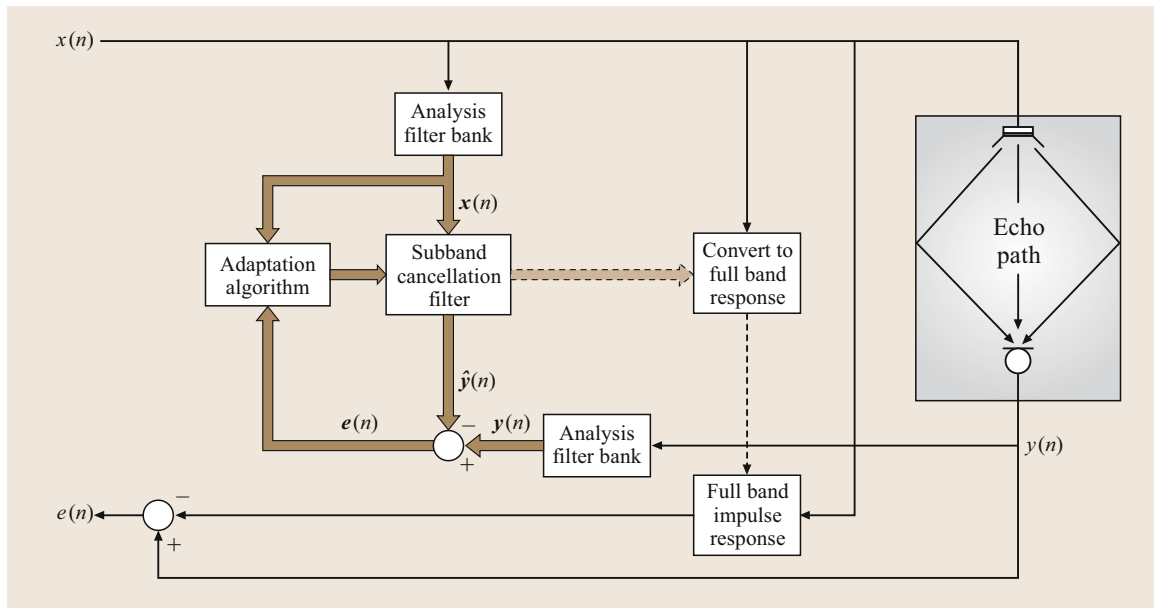 x(n)
Analysis
filter bank
x(n)
Adaptation
algorithm
Subband
cancellation
filter
Convert to
full band
response
Echo
path
ŷ(n)
e(n)
−
+
y(n)
Analysis
filter bank
y(n)
e(n)
−
+
Full band
impulse
response